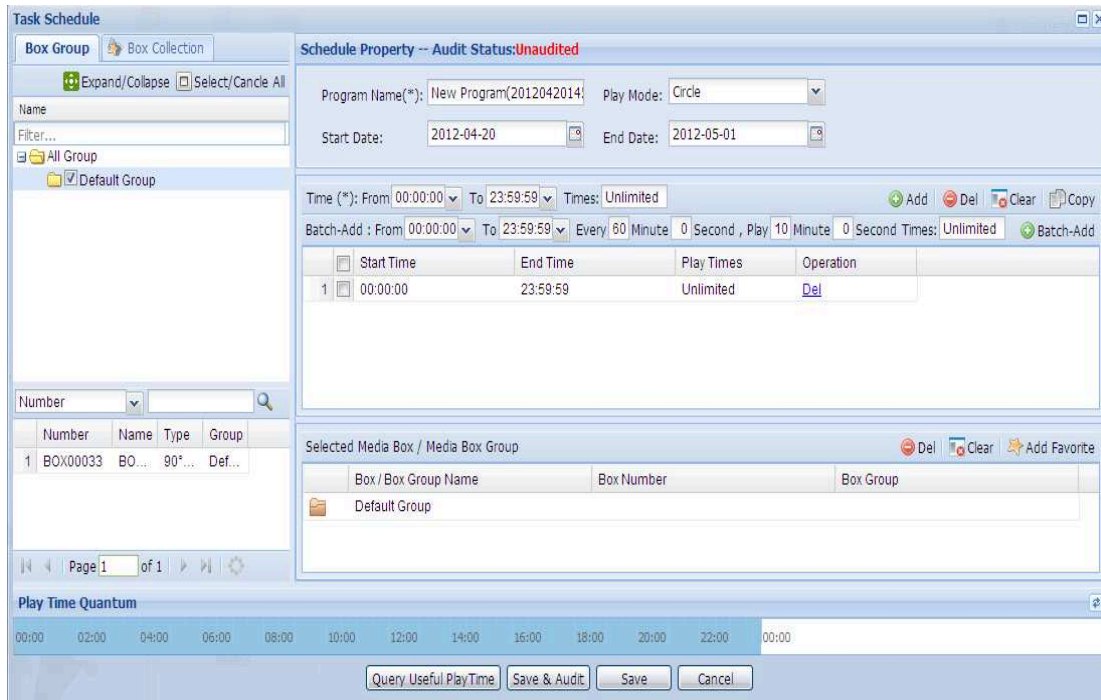 Task Schedule
Box Group Box Collection
Expand/Collapse Select/Cancle All
Name
Filter...
All Group
Default Group
Number
Number Name Type Group
1 BOX00033 BO... 90°... Def...
Page 1 of 1
Schedule Property -- Audit Status:Unaudited
Program Name(*): New Program(2012042014 Play Mode: Circle
Start Date: 2012-04-20 End Date: 2012-05-01
Time (*): From 00:00:00 To 23:59:59 Times: Unlimited Add Del Clear Copy
Batch-Add : From 00:00:00 To 23:59:59 Every 60 Minute 0 Second , Play 10 Minute 0 Second Times: Unlimited Batch-Add
Start Time End Time Play Times Operation
1 00:00:00 23:59:59 Unlimited Del
Selected Media Box / Media Box Group Del Clear Add Favorite
Box / Box Group Name Box Number Box Group
Default Group
Play Time Quantum
00:00 02:00 04:00 06:00 08:00 10:00 12:00 14:00 16:00 18:00 20:00 22:00 00:00
Query Useful PlayTime Save & Audit Save Cancel